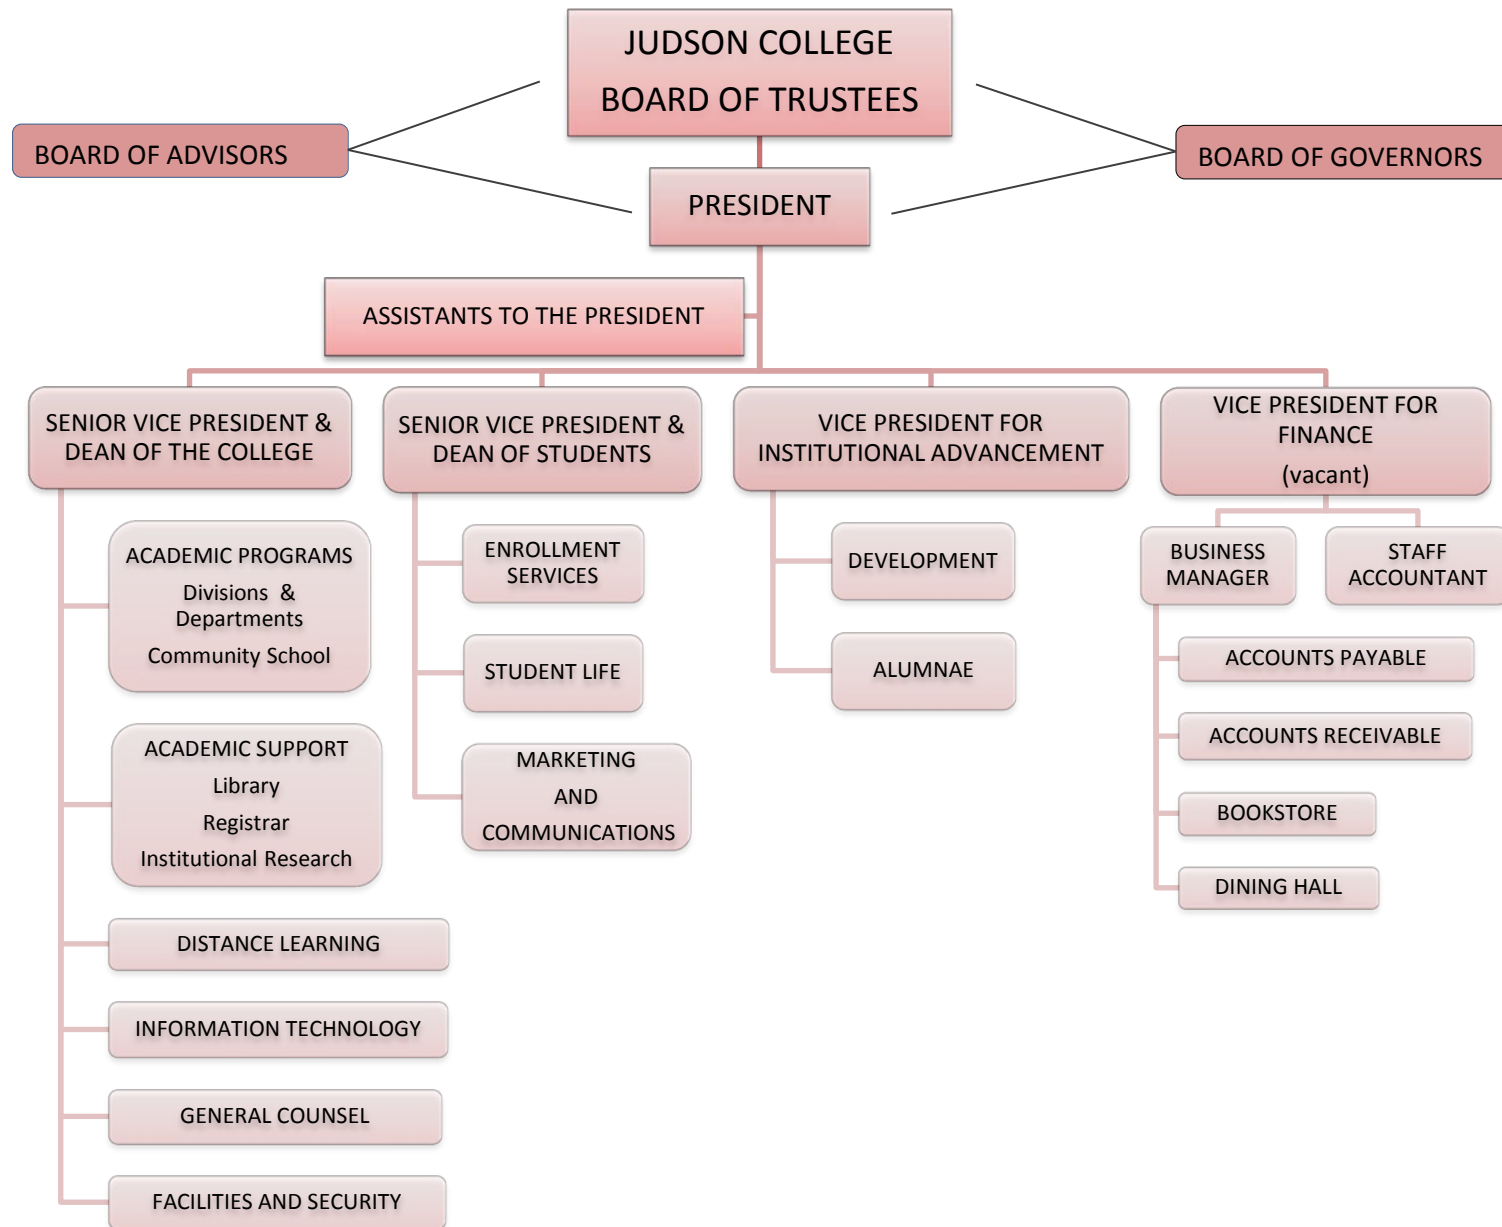 JUDSON COLLEGE
BOARD OF TRUSTEES
BOARD OF ADVISORS
BOARD OF GOVERNORS
PRESIDENT
ASSISTANTS TO THE PRESIDENT
SENIOR VICE PRESIDENT &
DEAN OF THE COLLEGE
SENIOR VICE PRESIDENT &
DEAN OF STUDENTS
VICE PRESIDENT FOR
INSTITUTIONAL ADVANCEMENT
VICE PRESIDENT FOR
FINANCE
(vacant)
ACADEMIC PROGRAMS
Divisions &
Departments
Community School
ACADEMIC SUPPORT
Library
Registrar
Institutional Research
DISTANCE LEARNING
INFORMATION TECHNOLOGY
GENERAL COUNSEL
FACILITIES AND SECURITY
ENROLLMENT
SERVICES
STUDENT LIFE
MARKETING
AND
COMMUNICATIONS
DEVELOPMENT
ALUMNAE
BUSINESS
MANAGER
STAFF
ACCOUNTANT
ACCOUNTS PAYABLE
ACCOUNTS RECEIVABLE
BOOKSTORE
DINING HALL